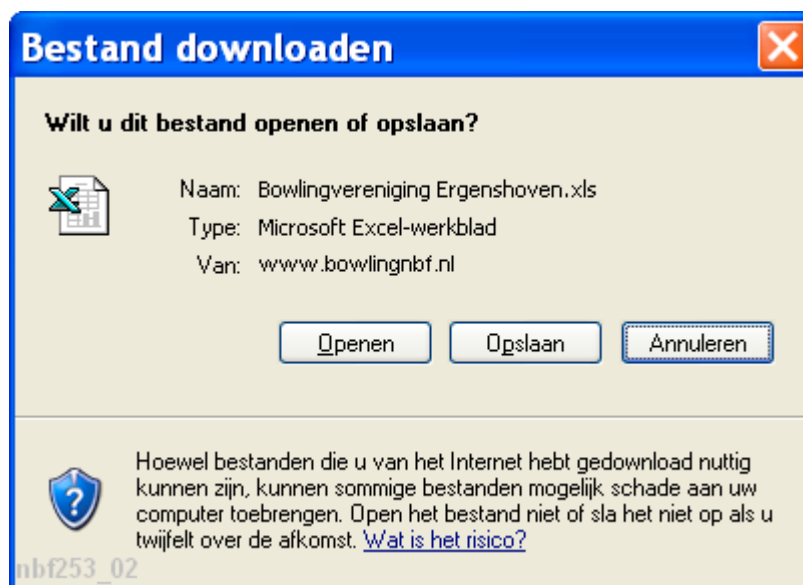 Bestand downloaden
Wilt u dit bestand openen of opslaan?
Naam: Bowlingvereniging Ergenshoven.xls
Type: Microsoft Excel-werkblad
Van: www.bowlingnbf.nl
Openen Opslaan Annuleren
Hoewel bestanden die u van het Internet hebt gedownload nuttig
kunnen zijn, kunnen sommige bestanden mogelijk schade aan uw
computer toebrengen. Open het bestand niet of sla het niet op als u
twijfelt over de afkomst. Wat is het risico?
nbf253_02